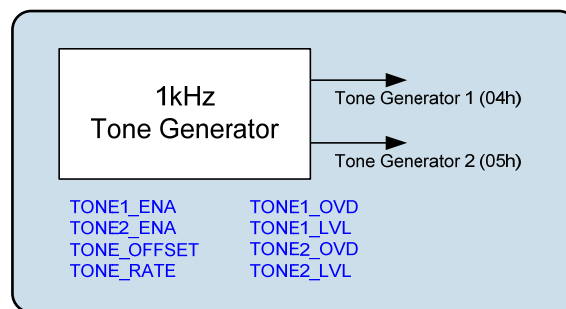 1kHz
Tone Generator
Tone Generator 1 (04h)
Tone Generator 2 (05h)
TONE1_ENA
TONE2_ENA
TONE_OFFSET
TONE_RATE
TONE1_OVD
TONE1_LVL
TONE2_OVD
TONE2_LVL